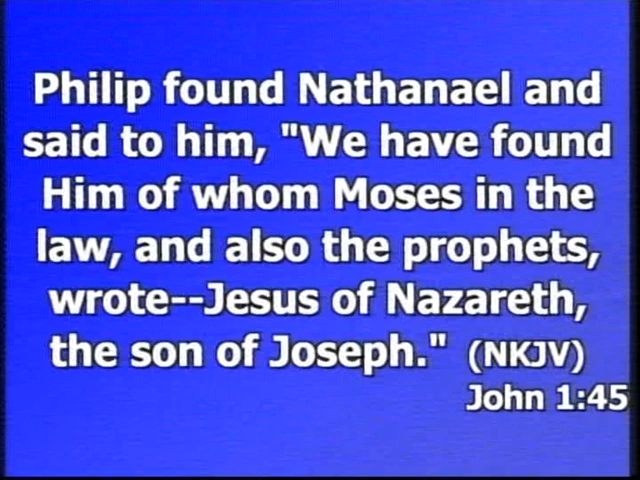 Philip found Nathanael and
said to him, "We have found
Him of whom Moses in the
law, and also the prophets,
wrote--Jesus of Nazareth,
the son of Joseph." (NKJV)
John 1:45